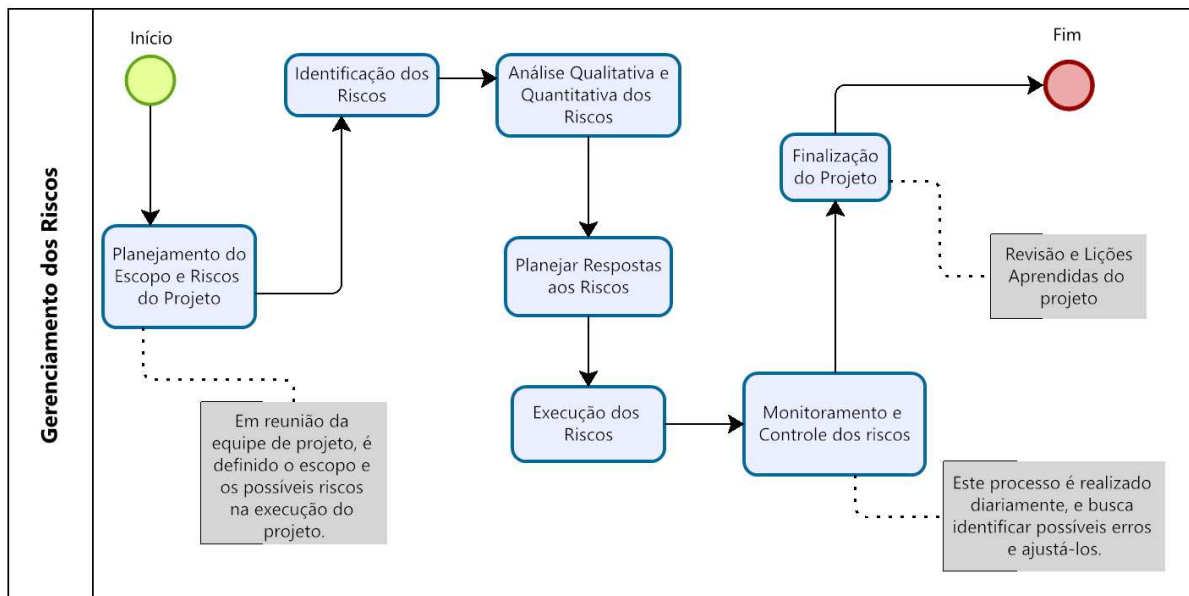 Gerenciamento dos Riscos
Início
Planejamento do
Escopo e Riscos
do Projeto
Em reunião da
equipe de projeto, é
definido o escopo e
os possíveis riscos
na execução do
projeto.
Identificação dos
Riscos
Análise Qualitativa e
Quantitativa dos
Riscos
Planejar Respostas
aos Riscos
Execução dos
Riscos
Monitoramento e
Controle dos riscos
Este processo é realizado
diariamente, e busca
identificar possíveis erros
e ajustá-los.
Finalização
do Projeto
Revisão e Lições
Aprendidas do
projeto
Fim